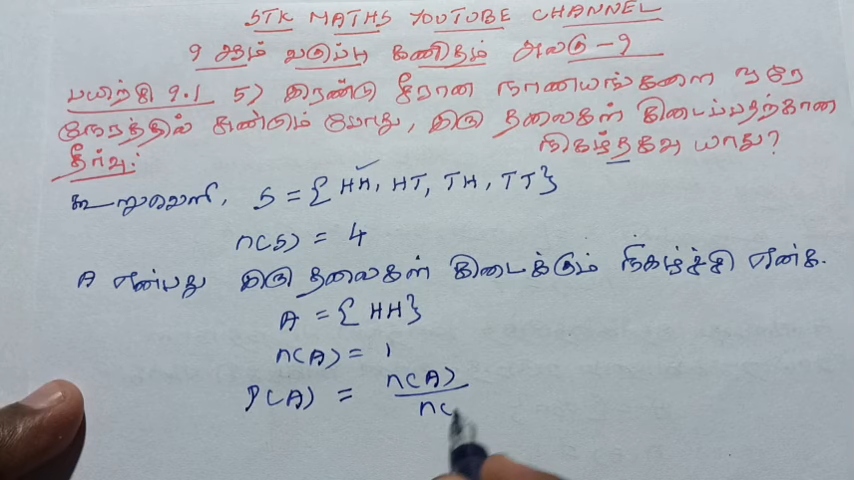 STK MATHS YOUTUBE CHANNEL
9 ஆம் வகுப்பு கணிதம் அலகு - 9
பயிற்சி 9.1 5) இரண்டு சீரான நாணயங்களை ஒரே
நேரத்தில் சுண்டும் போது, இரு தலைகள் கிடைப்பதற்கான
நிகழ்தகவு யாது?
தீர்வு:
கூறுவெளி, S = {HH, HT, TH, TT}
n(S) = 4
A என்பது இரு தலைகள் கிடைக்கும் நிகழ்ச்சி என்க.
A = {HH}
n(A) = 1
P(A) = n(A)
n(